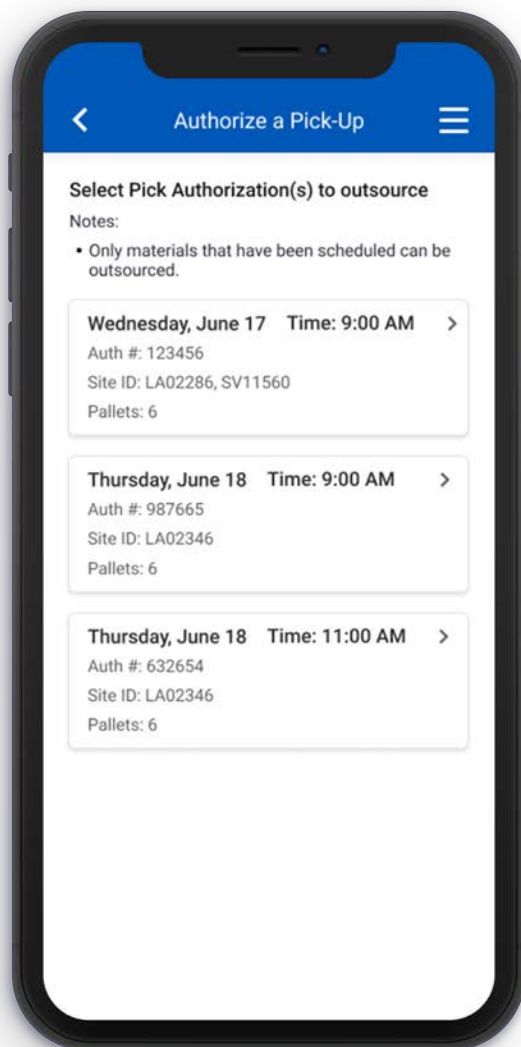 Authorize a Pick-Up
Select Pick Authorization(s) to outsource
Notes:
• Only materials that have been scheduled can be
outsourced.
Wednesday, June 17 Time: 9:00 AM
Auth #: 123456
Site ID: LA02286, SV11560
Pallets: 6
Thursday, June 18 Time: 9:00 AM
Auth #: 987665
Site ID: LA02346
Pallets: 6
Thursday, June 18 Time: 11:00 AM
Auth #: 632654
Site ID: LA02346
Pallets: 6